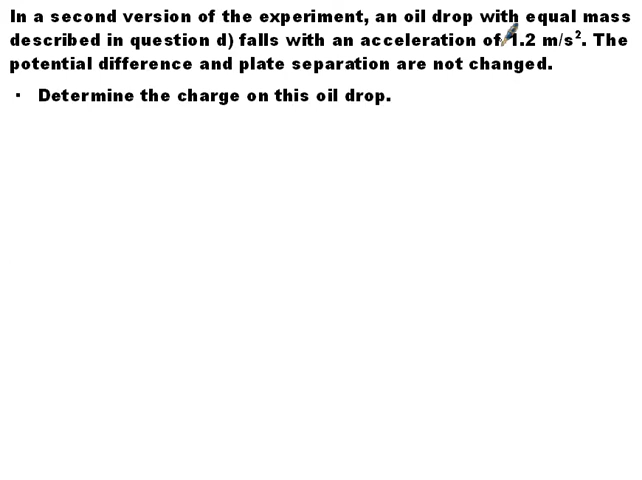 In a second version of the experiment, an oil drop with equal mass
described in question d) falls with an acceleration of 1.2 m/s². The
potential difference and plate separation are not changed.
· Determine the charge on this oil drop.